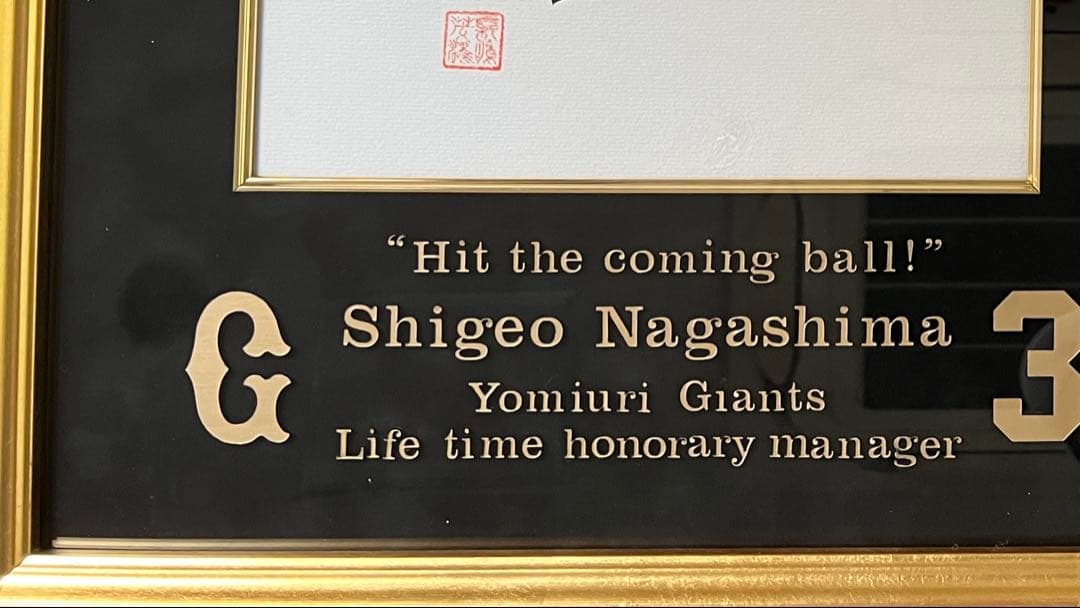 “Hit the coming ball!”
Shigeo Nagashima
G 3
Yomiuri Giants
Life time honorary manager